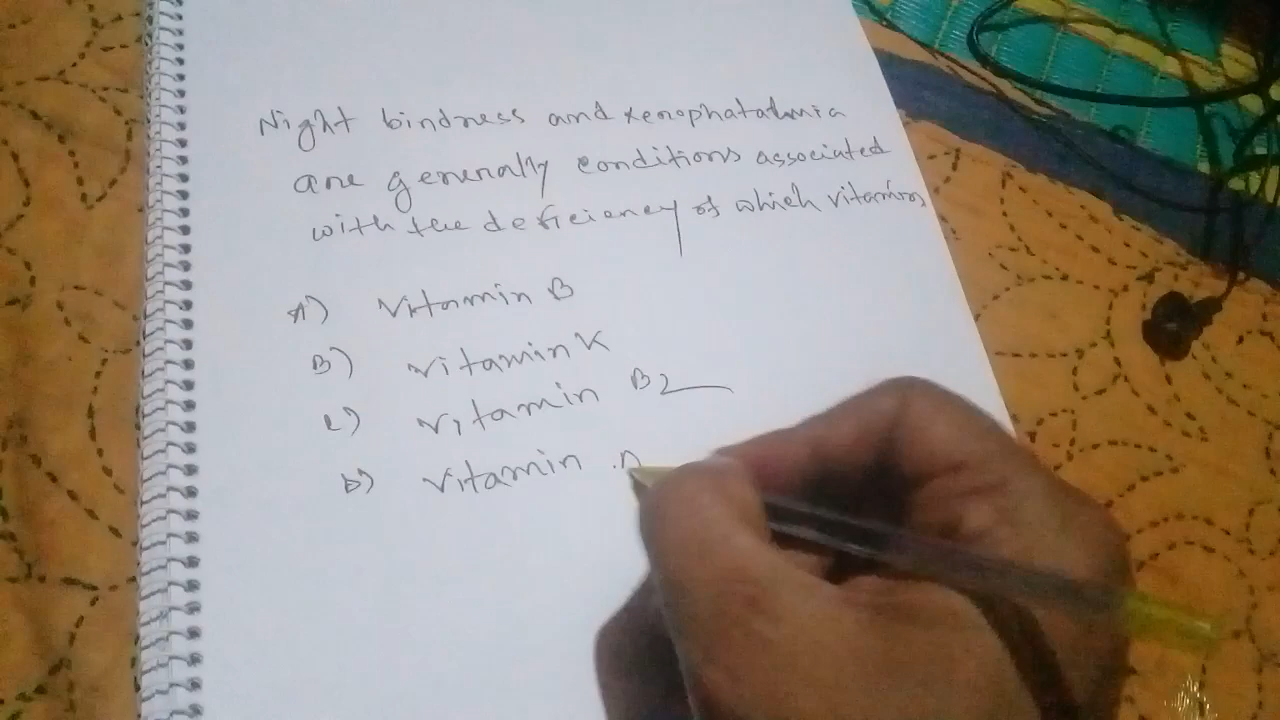 Night bindness and xenophatalmia
are generally conditions associated
with the deficiency of which vitamins
A) Vitamin B
B) Vitamin K
C) Vitamin B2
D) Vitamin